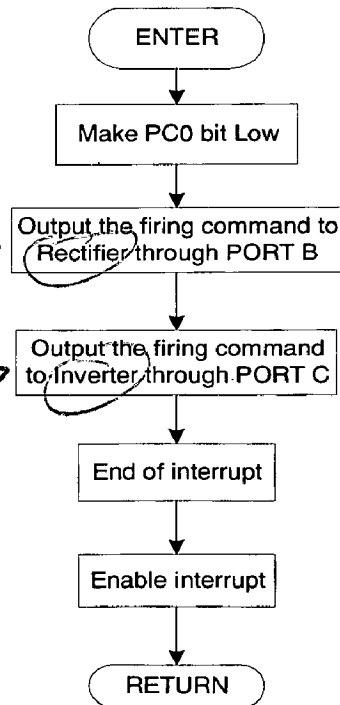 ENTER
Make PC0 bit Low
Output the firing command to
Rectifier through PORT B
Output the firing command
to Inverter through PORT C
End of interrupt
Enable interrupt
RETURN